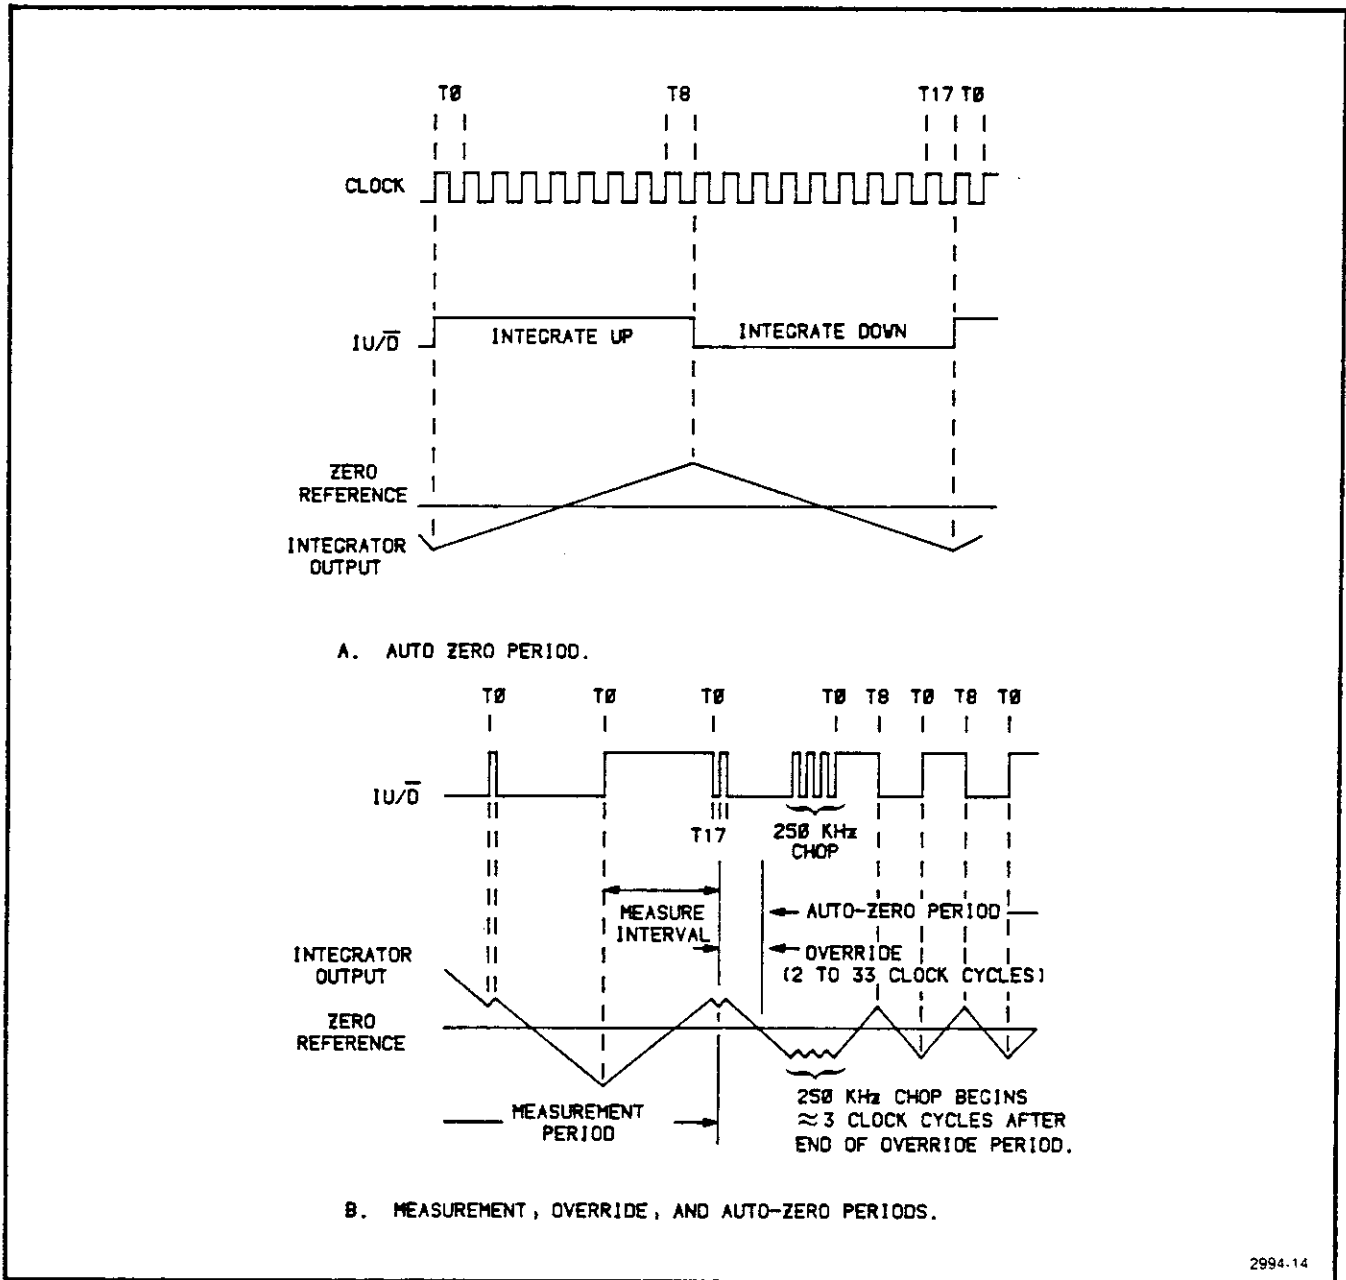 TØ T8 T17 TØ
CLOCK
IU/D̅ INTEGRATE UP INTEGRATE DOWN
ZERO
REFERENCE
INTEGRATOR
OUTPUT
A. AUTO ZERO PERIOD.
TØ TØ TØ TØ T8 TØ T8 TØ
IU/D̅
T17 25Ø KHz
CHOP
MEASURE
INTERVAL
AUTO-ZERO PERIOD
OVERRIDE
(2 TO 33 CLOCK CYCLES)
INTEGRATOR
OUTPUT
ZERO
REFERENCE
MEASUREMENT
PERIOD
25Ø KHz CHOP BEGINS
≈3 CLOCK CYCLES AFTER
END OF OVERRIDE PERIOD.
B. MEASUREMENT, OVERRIDE, AND AUTO-ZERO PERIODS.
2994-14